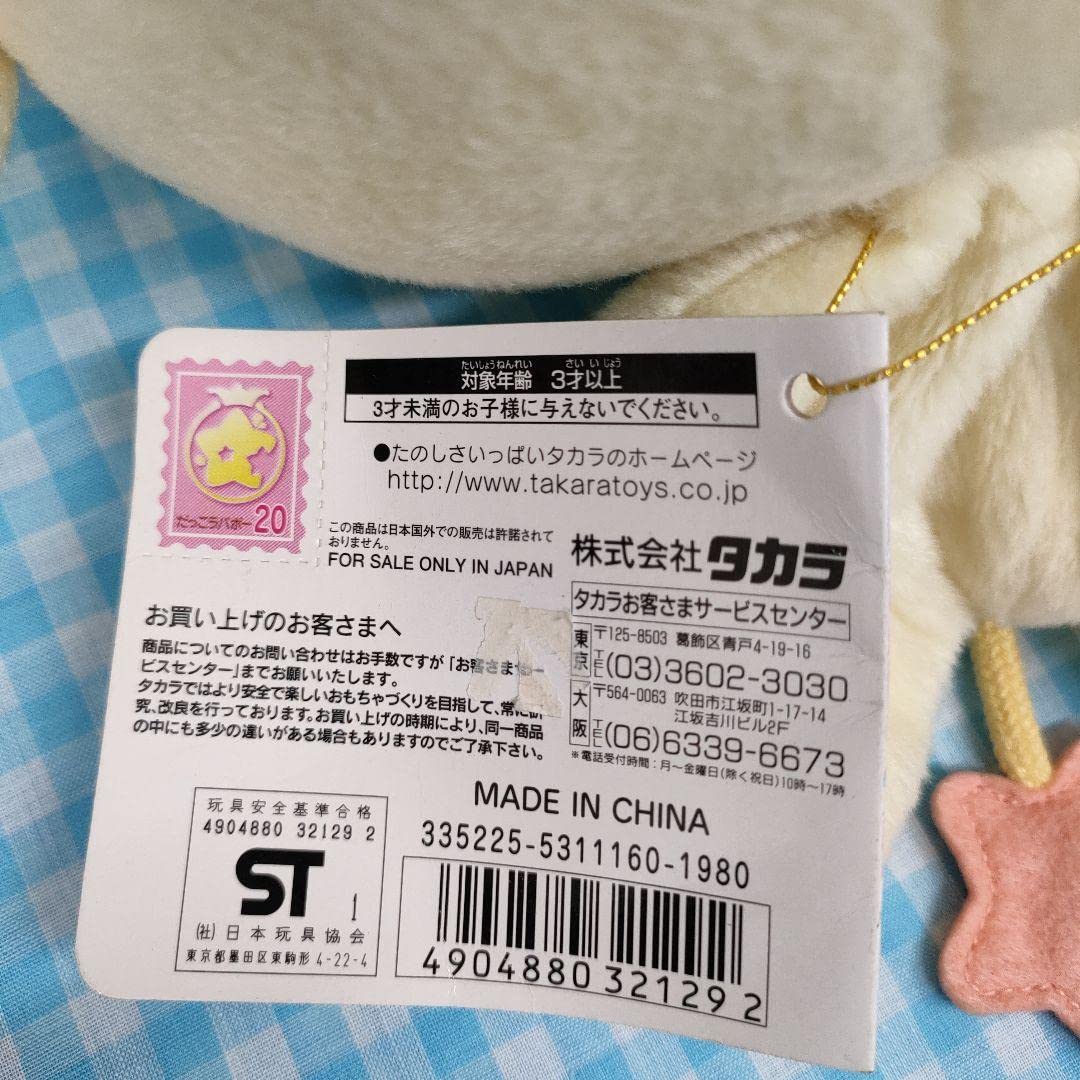 たいしょうねんれい さいいじょう
対象年齢 3才以上
3才未満のお子様に与えないでください。
●たのしさいっぱいタカラのホームページ
http://www.takaratoys.co.jp
だっこうパポー20
この商品は日本国外での販売は許諾されて
おりません。
FOR SALE ONLY IN JAPAN
株式会社タカラ
タカラお客さまサービスセンター
東京 〒125-8503 葛飾区青戸4-19-16
TEL(03)3602-3030
大阪 〒564-0063 吹田市江坂町1-17-14
江坂吉川ビル2F
TEL(06)6339-6673
*電話受付時間:月〜金曜日(除く祝日)10時〜17時
お買い上げのお客さまへ
商品についてのお問い合わせはお手数ですが「お客さまサー
ビスセンター」までお願いいたします。
タカラではより安全で楽しいおもちゃづくりを目指して、常に研
究、改良を行っております。お買い上げの時期により、同一商品
の中にも多少の違いがある場合もありますのでご了承下さい。
MADE IN CHINA
335225-5311160-1980
玩具安全基準合格
4904880 32129 2
ST 1
(社)日本玩具協会
東京都墨田区東駒形4-22-4
4904880 321292